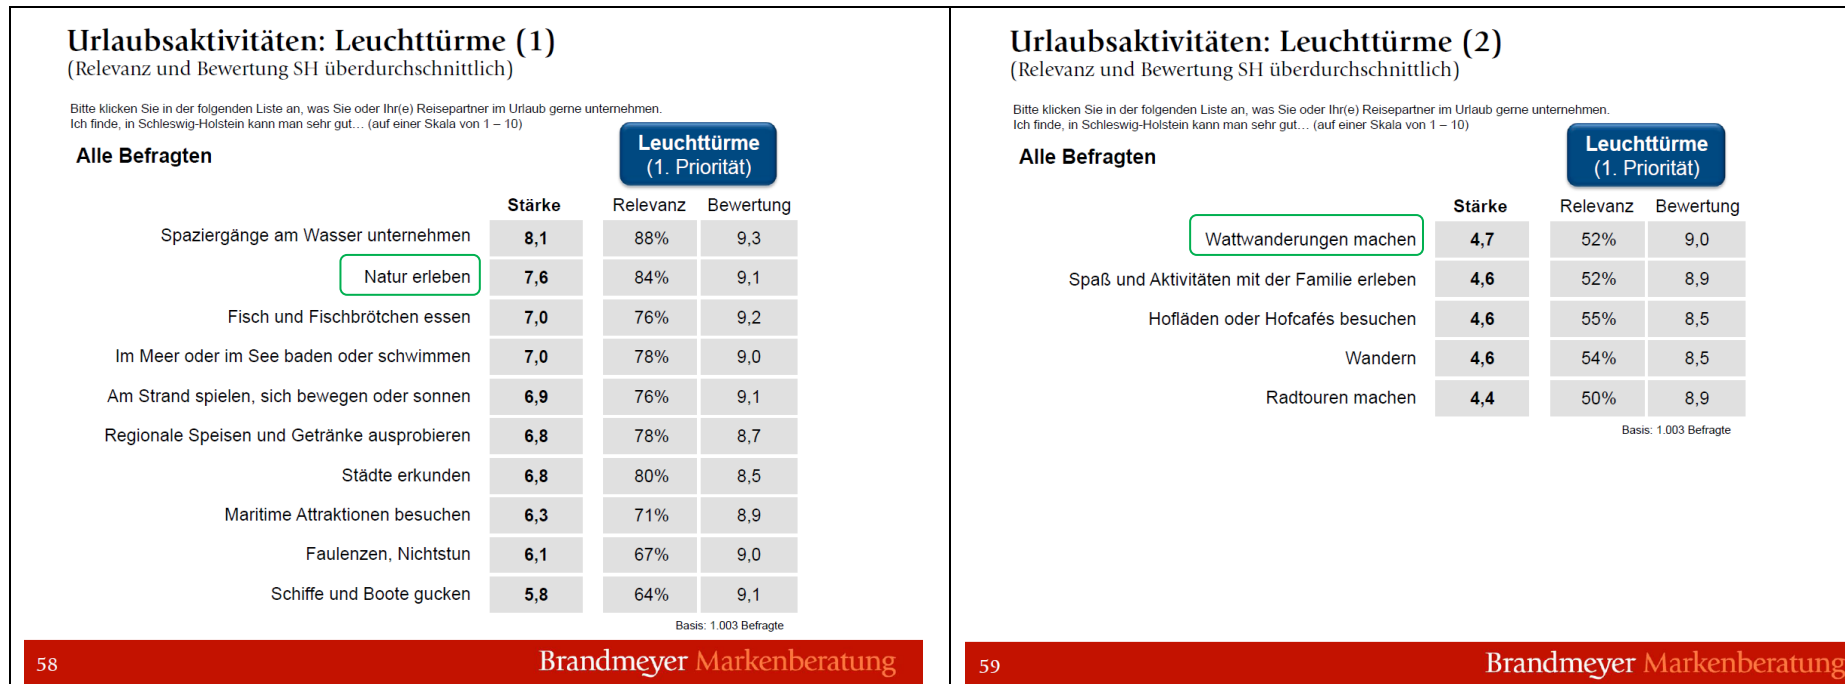 Urlaubsaktivitäten: Leuchttürme (1)
(Relevanz und Bewertung SH überdurchschnittlich)
Bitte klicken Sie in der folgenden Liste an, was Sie oder Ihr(e) Reisepartner im Urlaub gerne unternehmen.
Ich finde, in Schleswig-Holstein kann man sehr gut… (auf einer Skala von 1 – 10)
Alle Befragten
Leuchttürme
(1. Priorität)
Stärke Relevanz Bewertung
Spaziergänge am Wasser unternehmen 8,1 88% 9,3
Natur erleben 7,6 84% 9,1
Fisch und Fischbrötchen essen 7,0 76% 9,2
Im Meer oder im See baden oder schwimmen 7,0 78% 9,0
Am Strand spielen, sich bewegen oder sonnen 6,9 76% 9,1
Regionale Speisen und Getränke ausprobieren 6,8 78% 8,7
Städte erkunden 6,8 80% 8,5
Maritime Attraktionen besuchen 6,3 71% 8,9
Faulenzen, Nichtstun 6,1 67% 9,0
Schiffe und Boote gucken 5,8 64% 9,1
Basis: 1.003 Befragte
58 Brandmeyer Markenberatung
Urlaubsaktivitäten: Leuchttürme (2)
(Relevanz und Bewertung SH überdurchschnittlich)
Bitte klicken Sie in der folgenden Liste an, was Sie oder Ihr(e) Reisepartner im Urlaub gerne unternehmen.
Ich finde, in Schleswig-Holstein kann man sehr gut… (auf einer Skala von 1 – 10)
Alle Befragten
Leuchttürme
(1. Priorität)
Stärke Relevanz Bewertung
Wattwanderungen machen 4,7 52% 9,0
Spaß und Aktivitäten mit der Familie erleben 4,6 52% 8,9
Hofläden oder Hofcafés besuchen 4,6 55% 8,5
Wandern 4,6 54% 8,5
Radtouren machen 4,4 50% 8,9
Basis: 1.003 Befragte
59 Brandmeyer Markenberatung